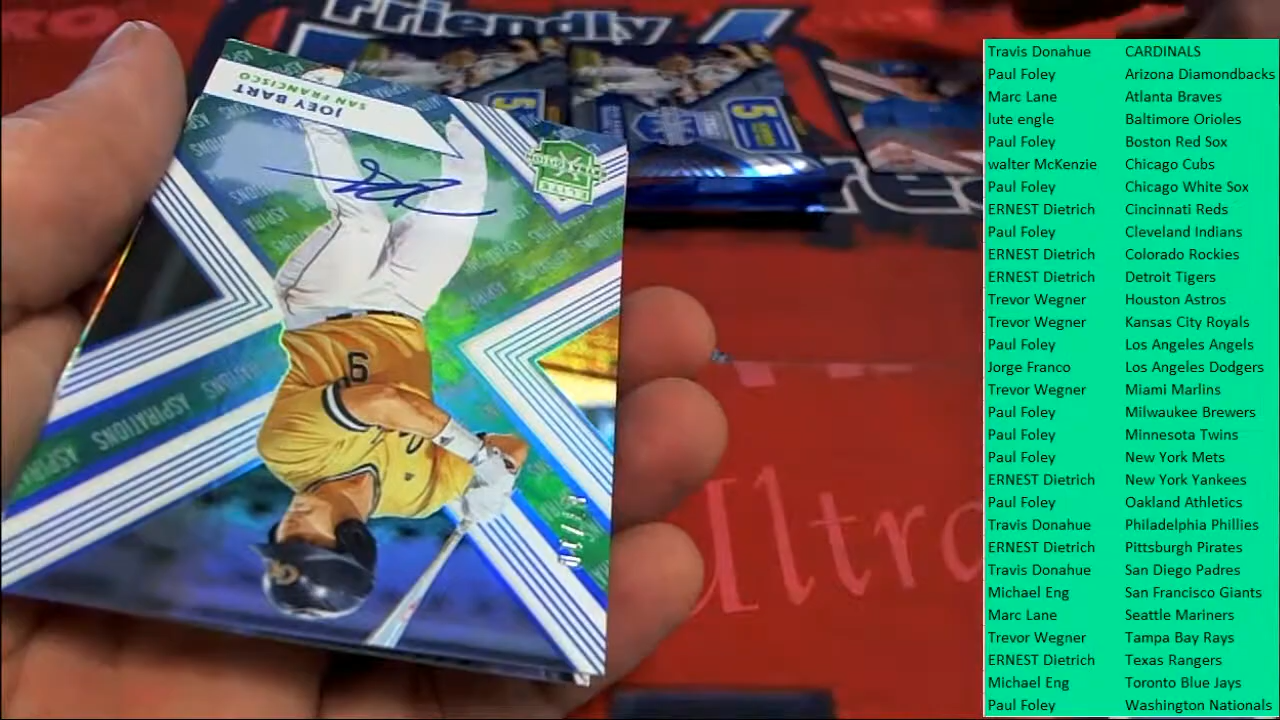 Friendly
JOEY BART
SAN FRANCISCO
ELITE
5
5
9
ASPIRATIONS
ASPIRATIONS
Ultra
Travis Donahue CARDINALS
Paul Foley Arizona Diamondbacks
Marc Lane Atlanta Braves
lute engle Baltimore Orioles
Paul Foley Boston Red Sox
walter McKenzie Chicago Cubs
Paul Foley Chicago White Sox
ERNEST Dietrich Cincinnati Reds
Paul Foley Cleveland Indians
ERNEST Dietrich Colorado Rockies
ERNEST Dietrich Detroit Tigers
Trevor Wegner Houston Astros
Trevor Wegner Kansas City Royals
Paul Foley Los Angeles Angels
Jorge Franco Los Angeles Dodgers
Trevor Wegner Miami Marlins
Paul Foley Milwaukee Brewers
Paul Foley Minnesota Twins
Paul Foley New York Mets
ERNEST Dietrich New York Yankees
Paul Foley Oakland Athletics
Travis Donahue Philadelphia Phillies
ERNEST Dietrich Pittsburgh Pirates
Travis Donahue San Diego Padres
Michael Eng San Francisco Giants
Marc Lane Seattle Mariners
Trevor Wegner Tampa Bay Rays
ERNEST Dietrich Texas Rangers
Michael Eng Toronto Blue Jays
Paul Foley Washington Nationals